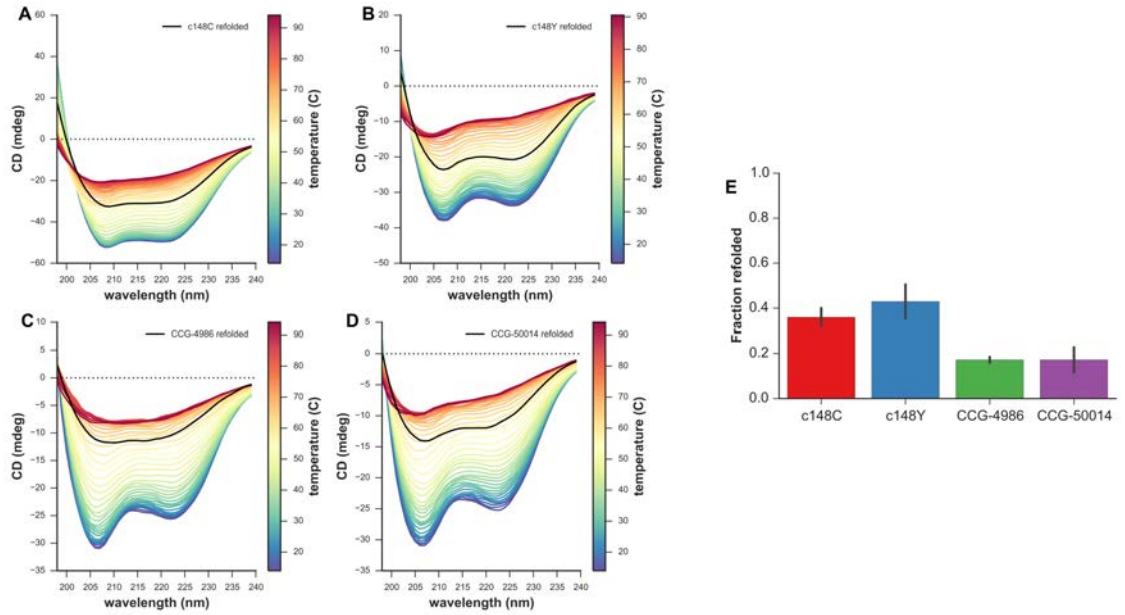 A
c148C refolded
60
40
20
0
−20
−40
−60
CD (mdeg)
200 205 210 215 220 225 230 235 240
wavelength (nm)
90
80
70
60
50
40
30
20
temperature (C)
B
c148Y refolded
20
10
0
−10
−20
−30
−40
−50
CD (mdeg)
200 205 210 215 220 225 230 235 240
wavelength (nm)
90
80
70
60
50
40
30
20
temperature (C)
C
CCG-4986 refolded
10
5
0
−5
−10
−15
−20
−25
−30
−35
CD (mdeg)
200 205 210 215 220 225 230 235 240
wavelength (nm)
90
80
70
60
50
40
30
20
temperature (C)
D
CCG-50014 refolded
5
0
−5
−10
−15
−20
−25
−30
−35
CD (mdeg)
200 205 210 215 220 225 230 235 240
wavelength (nm)
90
80
70
60
50
40
30
20
temperature (C)
E
1.0
0.8
0.6
0.4
0.2
0.0
Fraction refolded
c148C c148Y CCG-4986 CCG-50014